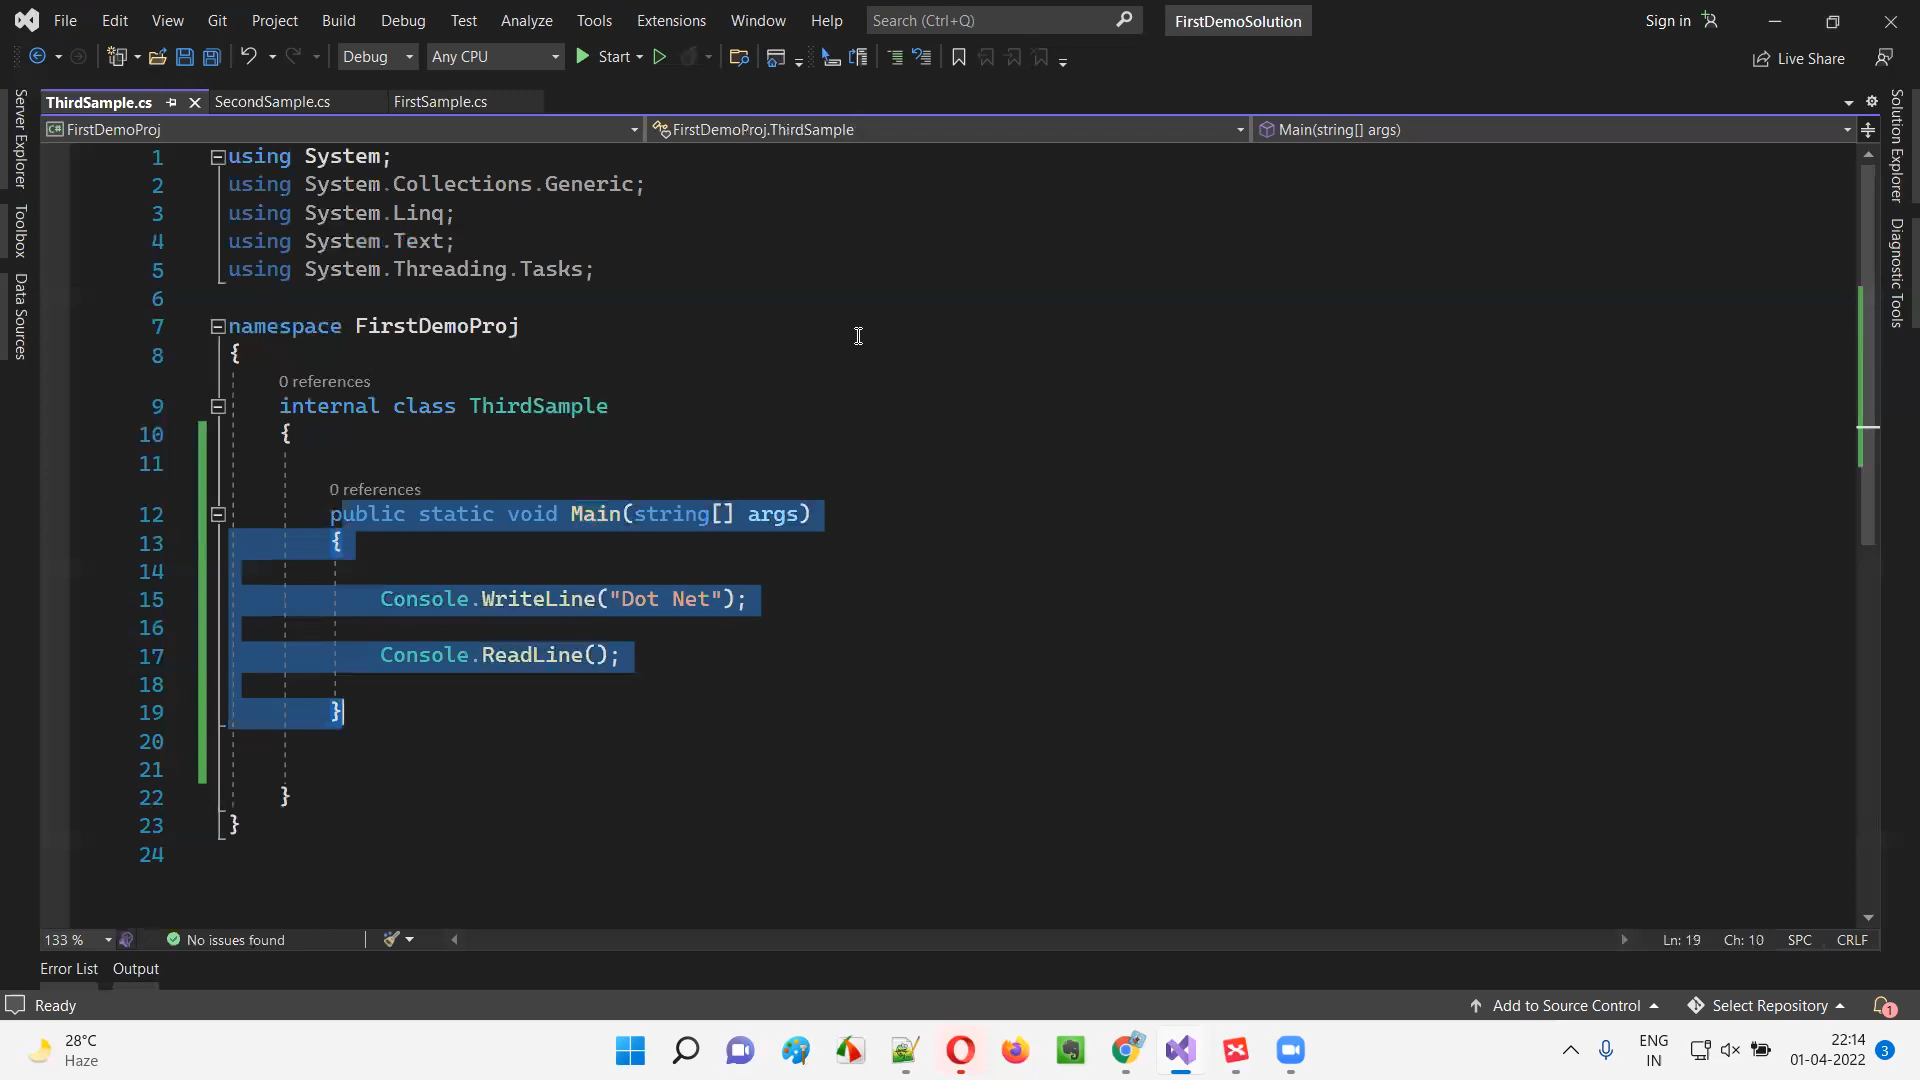 File Edit View Git Project Build Debug Test Analyze Tools Extensions Window Help Search (Ctrl+Q) FirstDemoSolution Sign in
Debug Any CPU Start Live Share
ThirdSample.cs SecondSample.cs FirstSample.cs
C# FirstDemoProj FirstDemoProj.ThirdSample Main(string[] args)
Server Explorer
Toolbox
Data Sources
Solution Explorer
Diagnostic Tools
1 using System;
2 using System.Collections.Generic;
3 using System.Linq;
4 using System.Text;
5 using System.Threading.Tasks;
6
7 namespace FirstDemoProj
8 {
0 references
9 internal class ThirdSample
10 {
11
0 references
12 public static void Main(string[] args)
13 {
14
15 Console.WriteLine("Dot Net");
16
17 Console.ReadLine();
18
19 }
20
21
22 }
23 }
24
133 % No issues found Ln: 19 Ch: 10 SPC CRLF
Error List Output
Ready Add to Source Control Select Repository 1
28°C
Haze
ENG
IN
22:14
01-04-2022
3